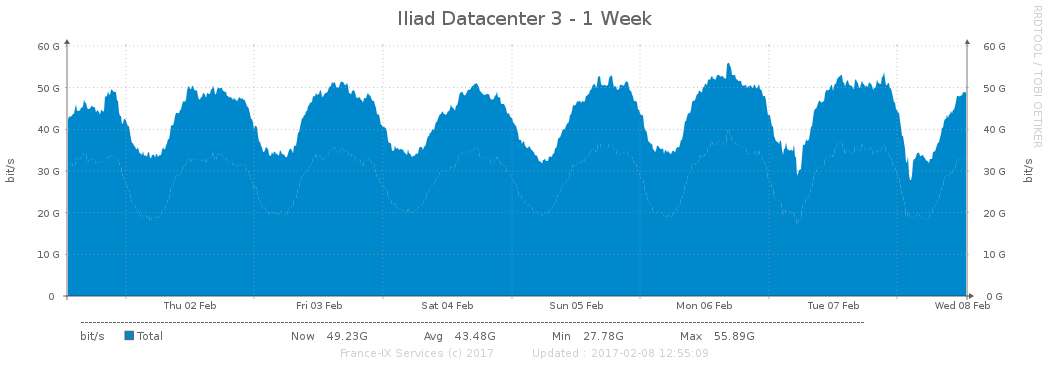 Iliad Datacenter 3 - 1 Week
RRDTOOL / TOBI OETIKER
60 G 60 G
50 G 50 G
40 G 40 G
30 G 30 G
20 G 20 G
10 G 10 G
0 0 G
bit/s bit/s
Thu 02 Feb Fri 03 Feb Sat 04 Feb Sun 05 Feb Mon 06 Feb Tue 07 Feb Wed 08 Feb
bit/s Total Now 49.23G Avg 43.48G Min 27.78G Max 55.89G
France-IX Services (c) 2017 Updated : 2017-02-08 12:55:09